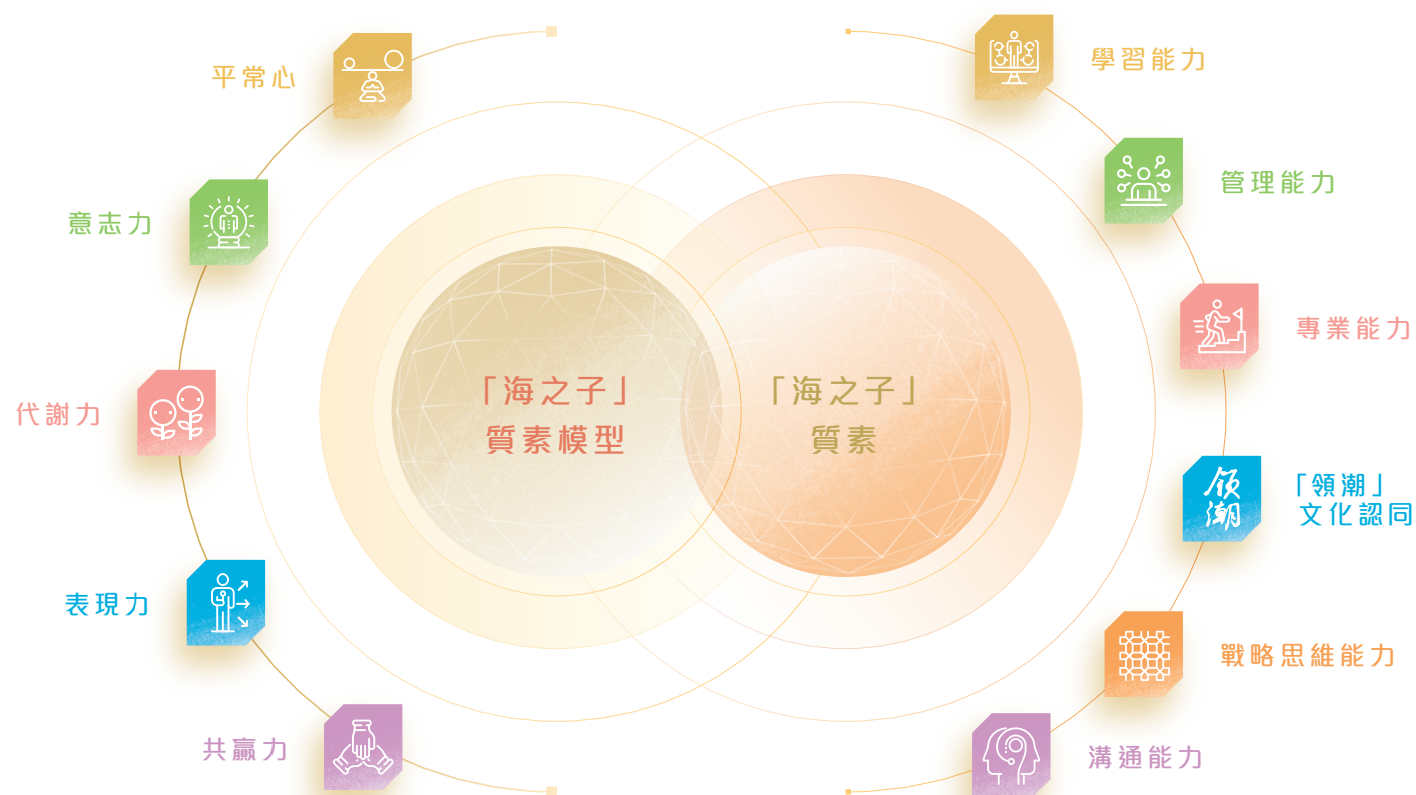 平常心
意志力
代謝力
表現力
共贏力
「海之子」
質素模型
「海之子」
質素
學習能力
管理能力
專業能力
领潮
「領潮」
文化認同
戰略思維能力
溝通能力